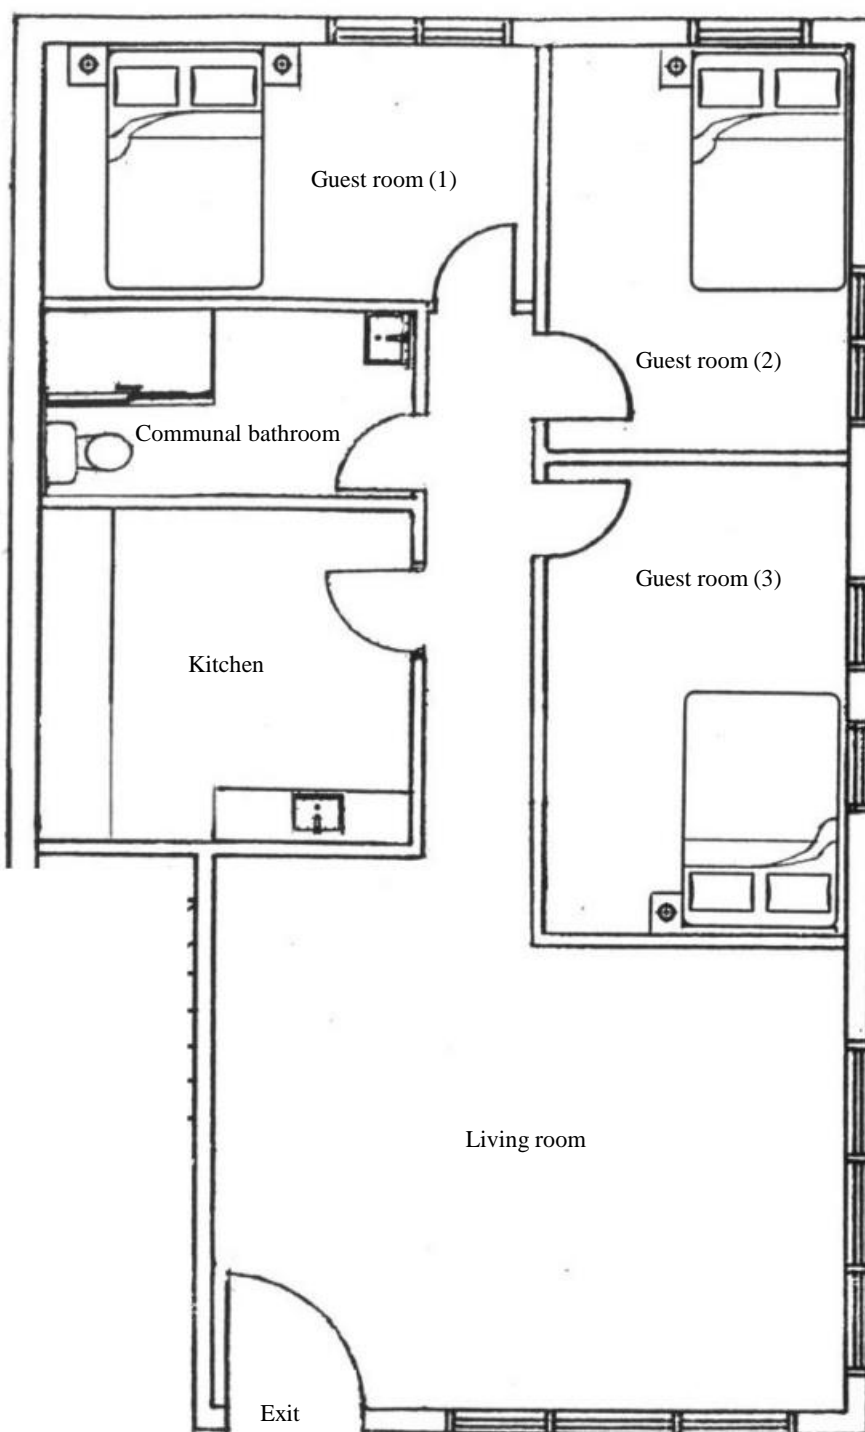 Guest room (1)
Guest room (2)
Communal bathroom
Guest room (3)
Kitchen
Living room
Exit